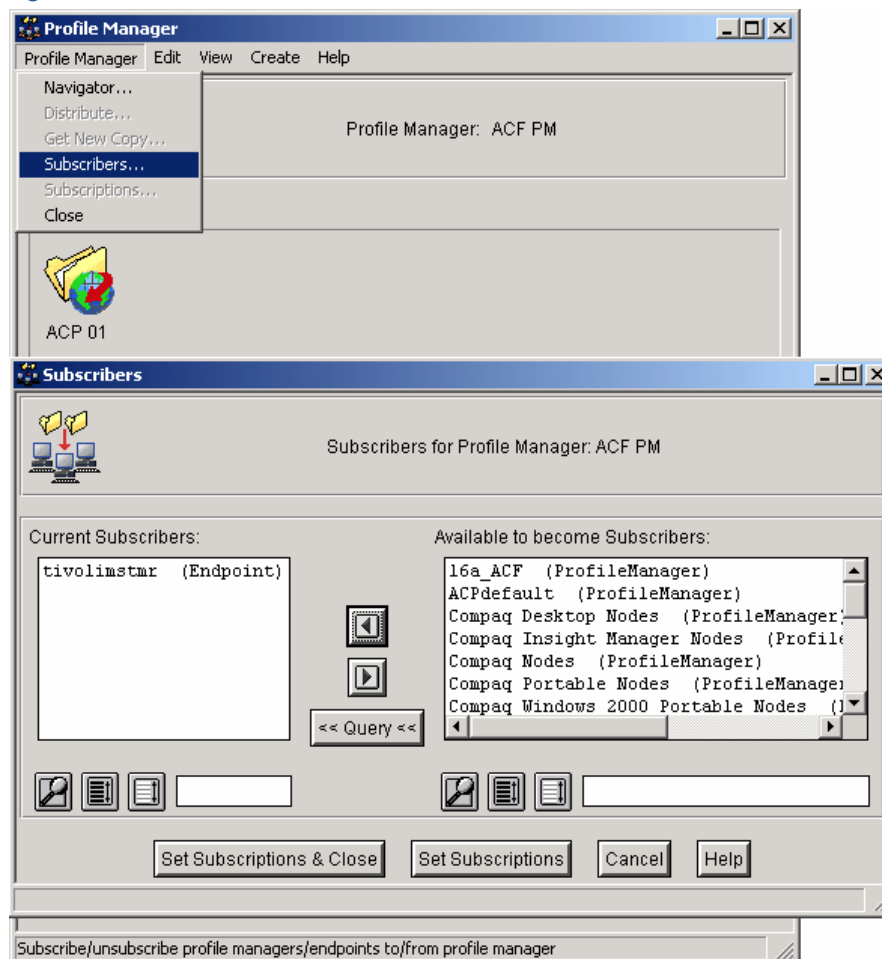 Profile Manager
Profile Manager Edit View Create Help
Navigator...
Distribute...
Get New Copy...
Subscribers...
Subscriptions...
Close
Profile Manager: ACF PM
ACP 01
Subscribers
Subscribers for Profile Manager: ACF PM
Current Subscribers:
tivolimstmr (Endpoint)
<< Query <<
Available to become Subscribers:
16a_ACF (ProfileManager)
ACPdefault (ProfileManager)
Compaq Desktop Nodes (ProfileManager)
Compaq Insight Manager Nodes (Profile
Compaq Nodes (ProfileManager)
Compaq Portable Nodes (ProfileManager
Compaq Windows 2000 Portable Nodes (
Set Subscriptions & Close Set Subscriptions Cancel Help
Subscribe/unsubscribe profile managers/endpoints to/from profile manager